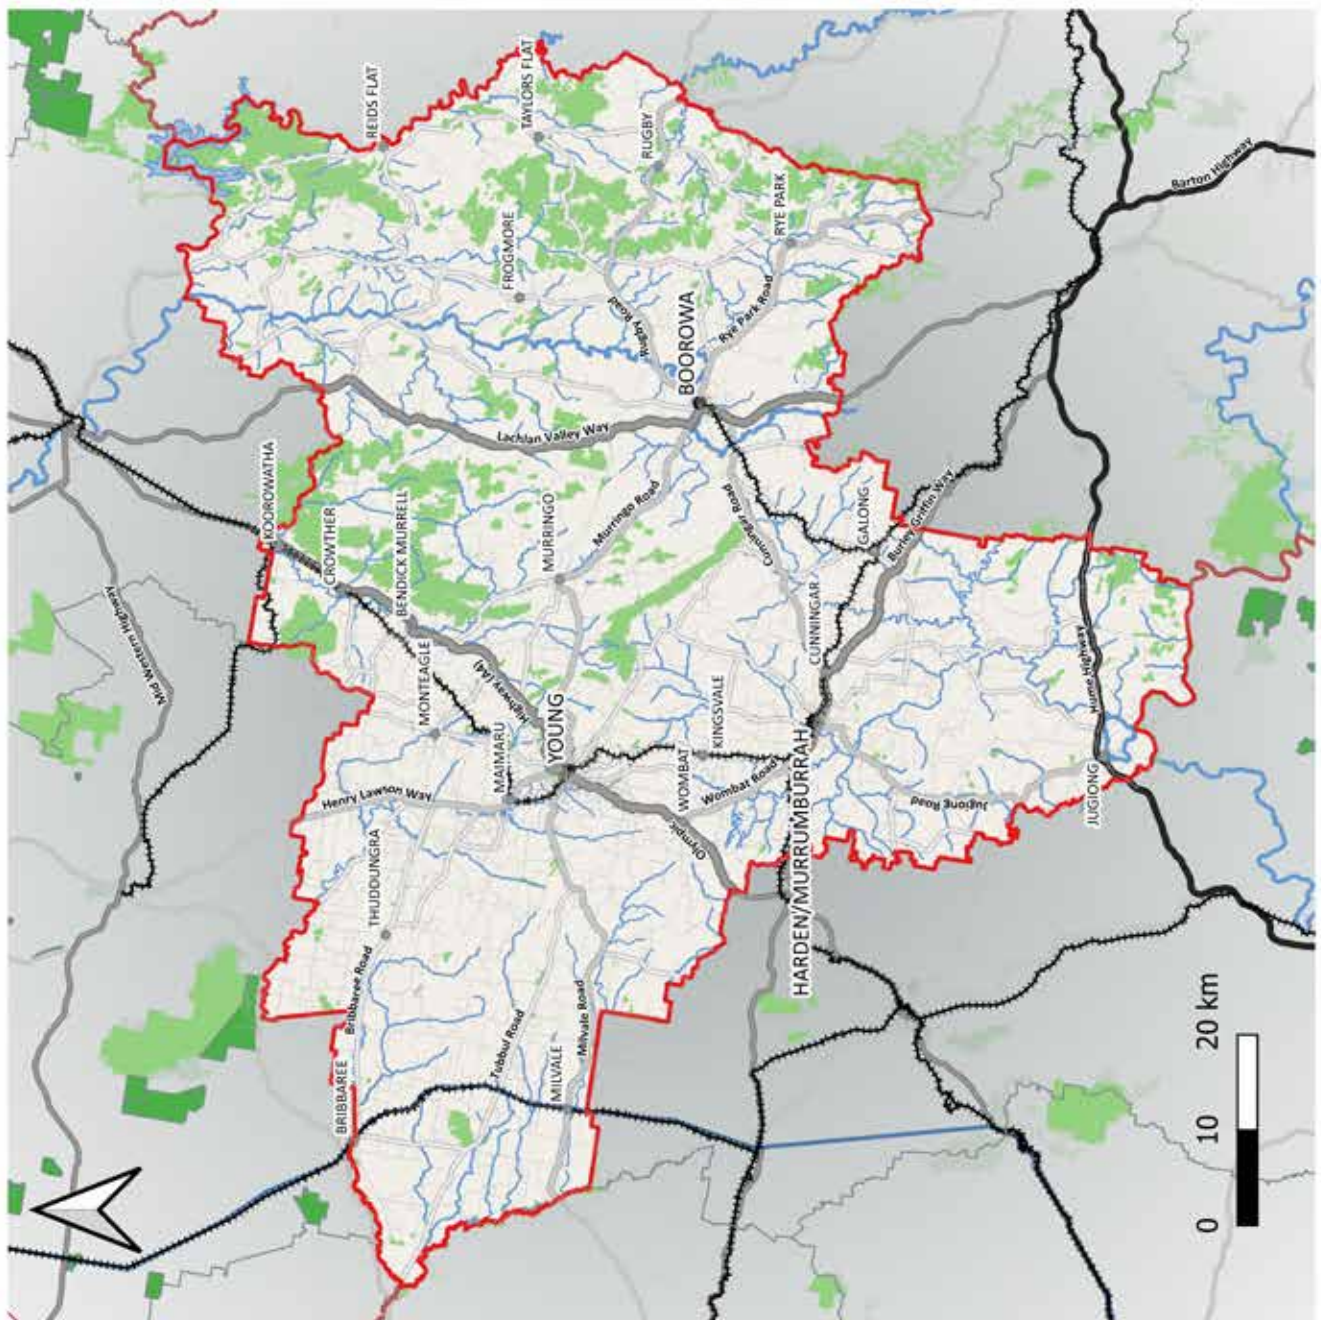 REIDS FLAT
TAYLORS FLAT
RUGBY
RYE PARK
FROGMORE
Rugby Road
Rye Park Road
BOOROWA
Barton Highway
Lachlan Valley Way
KOOROWATHA
CROWTHER
BENDICK MURRELL
MURRINGO
Murringo Road
Cunningar Road
GALONG
Burley Griffin Way
Mid Western Highway
MONTEAGLE
Highway (A4)
CUNNINGAR
KINGSVALE
Hume Highway
Henry Lawson Way
MAIMARU
YOUNG
WOMBAT
Wombat Road
HARDEN/MURRUMBURRAH
Jugiong Road
JUGIONG
Olympic
THUDDUNGRA
Bribbaree Road
Tubbul Road
Milvale Road
BRIBBAREE
MILVALE
0 10 20 km